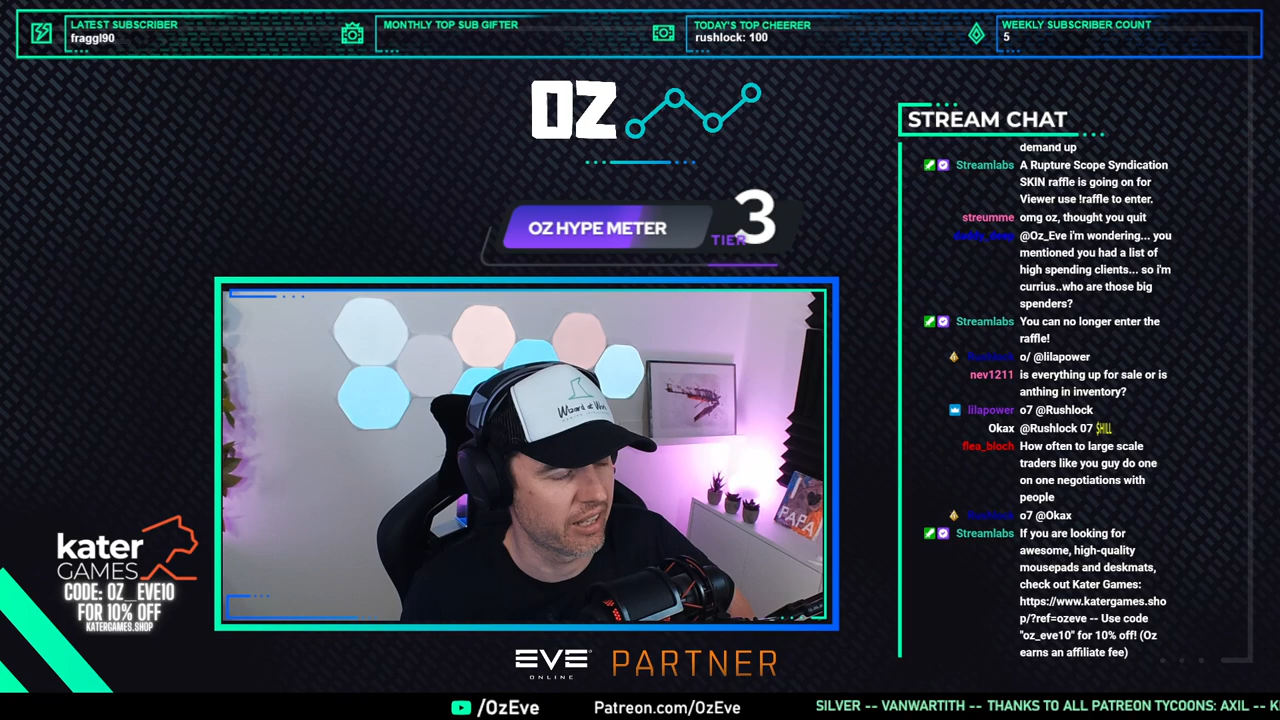 LATEST SUBSCRIBER
fraggl90
MONTHLY TOP SUB GIFTER
TODAY'S TOP CHEERER
rushlock: 100
WEEKLY SUBSCRIBER COUNT
5
OZ
OZ HYPE METER
TIER 3
STREAM CHAT
demand up
Streamlabs A Rupture Scope Syndication
SKIN raffle is going on for
Viewer use !raffle to enter.
streumme omg oz, thought you quit
@Oz_Eve i'm wondering... you
mentioned you had a list of
high spending clients... so i'm
currius..who are those big
spenders?
Streamlabs You can no longer enter the
raffle!
Rushlock o/ @lilapower
nev1211 is everything up for sale or is
anthing in inventory?
lilapower o7 @Rushlock
Okax @Rushlock 07 $HILL
flea_bloch How often to large scale
traders like you guy do one
on one negotiations with
people
Rushlock o7 @Okax
Streamlabs If you are looking for
awesome, high-quality
mousepads and deskmats,
check out Kater Games:
https://www.katergames.sho
p/?ref=ozeve -- Use code
"oz_eve10" for 10% off! (Oz
earns an affiliate fee)
Wizard at Work
PAPA
kater
GAMES
CODE: OZ_EVE10
FOR 10% OFF
KATERGAMES.SHOP
EVE
ONLINE
PARTNER
/OzEve
Patreon.com/OzEve
SILVER -- VANWARTITH -- THANKS TO ALL PATREON TYCOONS: AXIL -- K